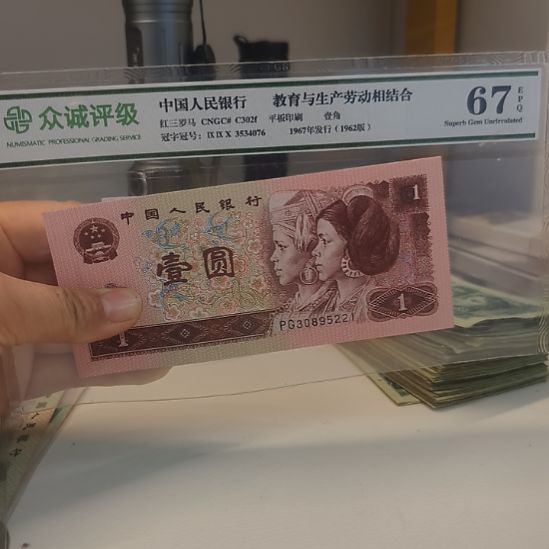 众诚评级
NUMISMATIC PROFESSIONAL GRADING SERVICE
中国人民银行 教育与生产劳动相结合
红三罗马 CNGC# C302f 平板印刷 壹角
冠字冠号：ⅨⅨⅩ 3534076 1967年发行（1962版）
67 EPQ
Superb Gem Uncirculated
中国人民银行
壹圆
1
1
1
PG30895221